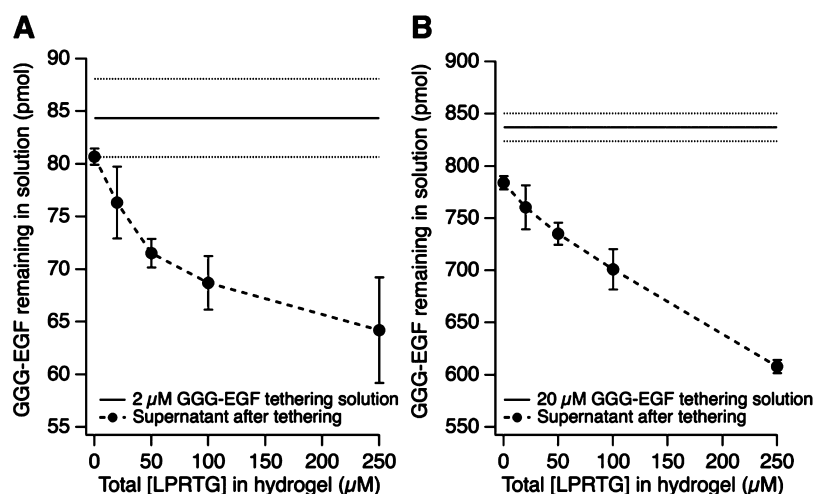 A
GGG-EGF remaining in solution (pmol)
90
85
80
75
70
65
60
55
2 µM GGG-EGF tethering solution
Supernatant after tethering
0 50 100 150 200 250
Total [LPRTG] in hydrogel (µM)
B
GGG-EGF remaining in solution (pmol)
900
850
800
750
700
650
600
550
20 µM GGG-EGF tethering solution
Supernatant after tethering
0 50 100 150 200 250
Total [LPRTG] in hydrogel (µM)